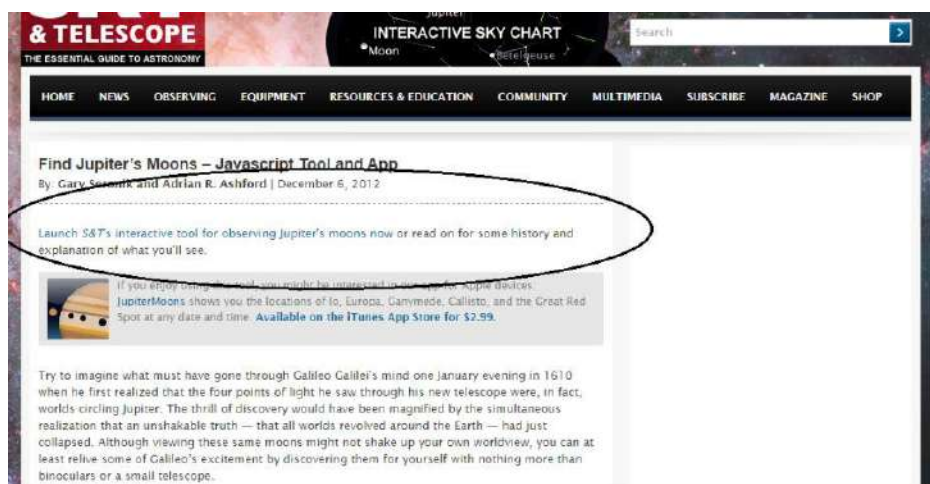 & TELESCOPE
THE ESSENTIAL GUIDE TO ASTRONOMY
Jupiter
INTERACTIVE SKY CHART
Moon
Betelgeuse
Search
HOME NEWS OBSERVING EQUIPMENT RESOURCES & EDUCATION COMMUNITY MULTIMEDIA SUBSCRIBE MAGAZINE SHOP
Find Jupiter's Moons – Javascript Tool and App
By: Gary and Adrian R. Ashford | December 6, 2012
Launch S&T's interactive tool for observing Jupiter's moons now or read on for some history and
explanation of what you'll see.
If you enjoy using the tool, you might be interested in our app for Apple devices.
JupiterMoons shows you the locations of Io, Europa, Ganymede, Callisto, and the Great Red
Spot at any date and time. Available on the iTunes App Store for $2.99.
Try to imagine what must have gone through Galileo Galilei's mind one January evening in 1610
when he first realized that the four points of light he saw through his new telescope were, in fact,
worlds circling Jupiter. The thrill of discovery would have been magnified by the simultaneous
realization that an unshakable truth — that all worlds revolved around the Earth — had just
collapsed. Although viewing these same moons might not shake up your own worldview, you can at
least relive some of Galileo's excitement by discovering them for yourself with nothing more than
binoculars or a small telescope.